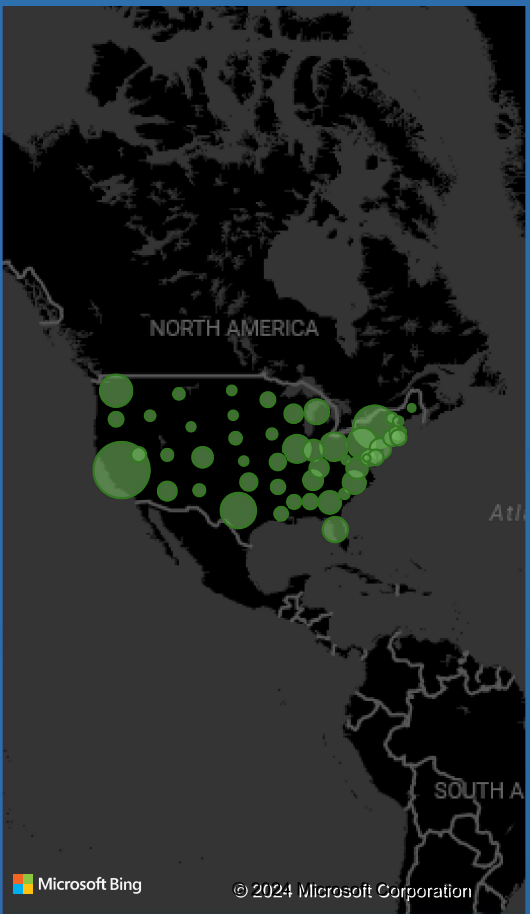 NORTH AMERICA
Atl
SOUTH A
Microsoft Bing
© 2024 Microsoft Corporation